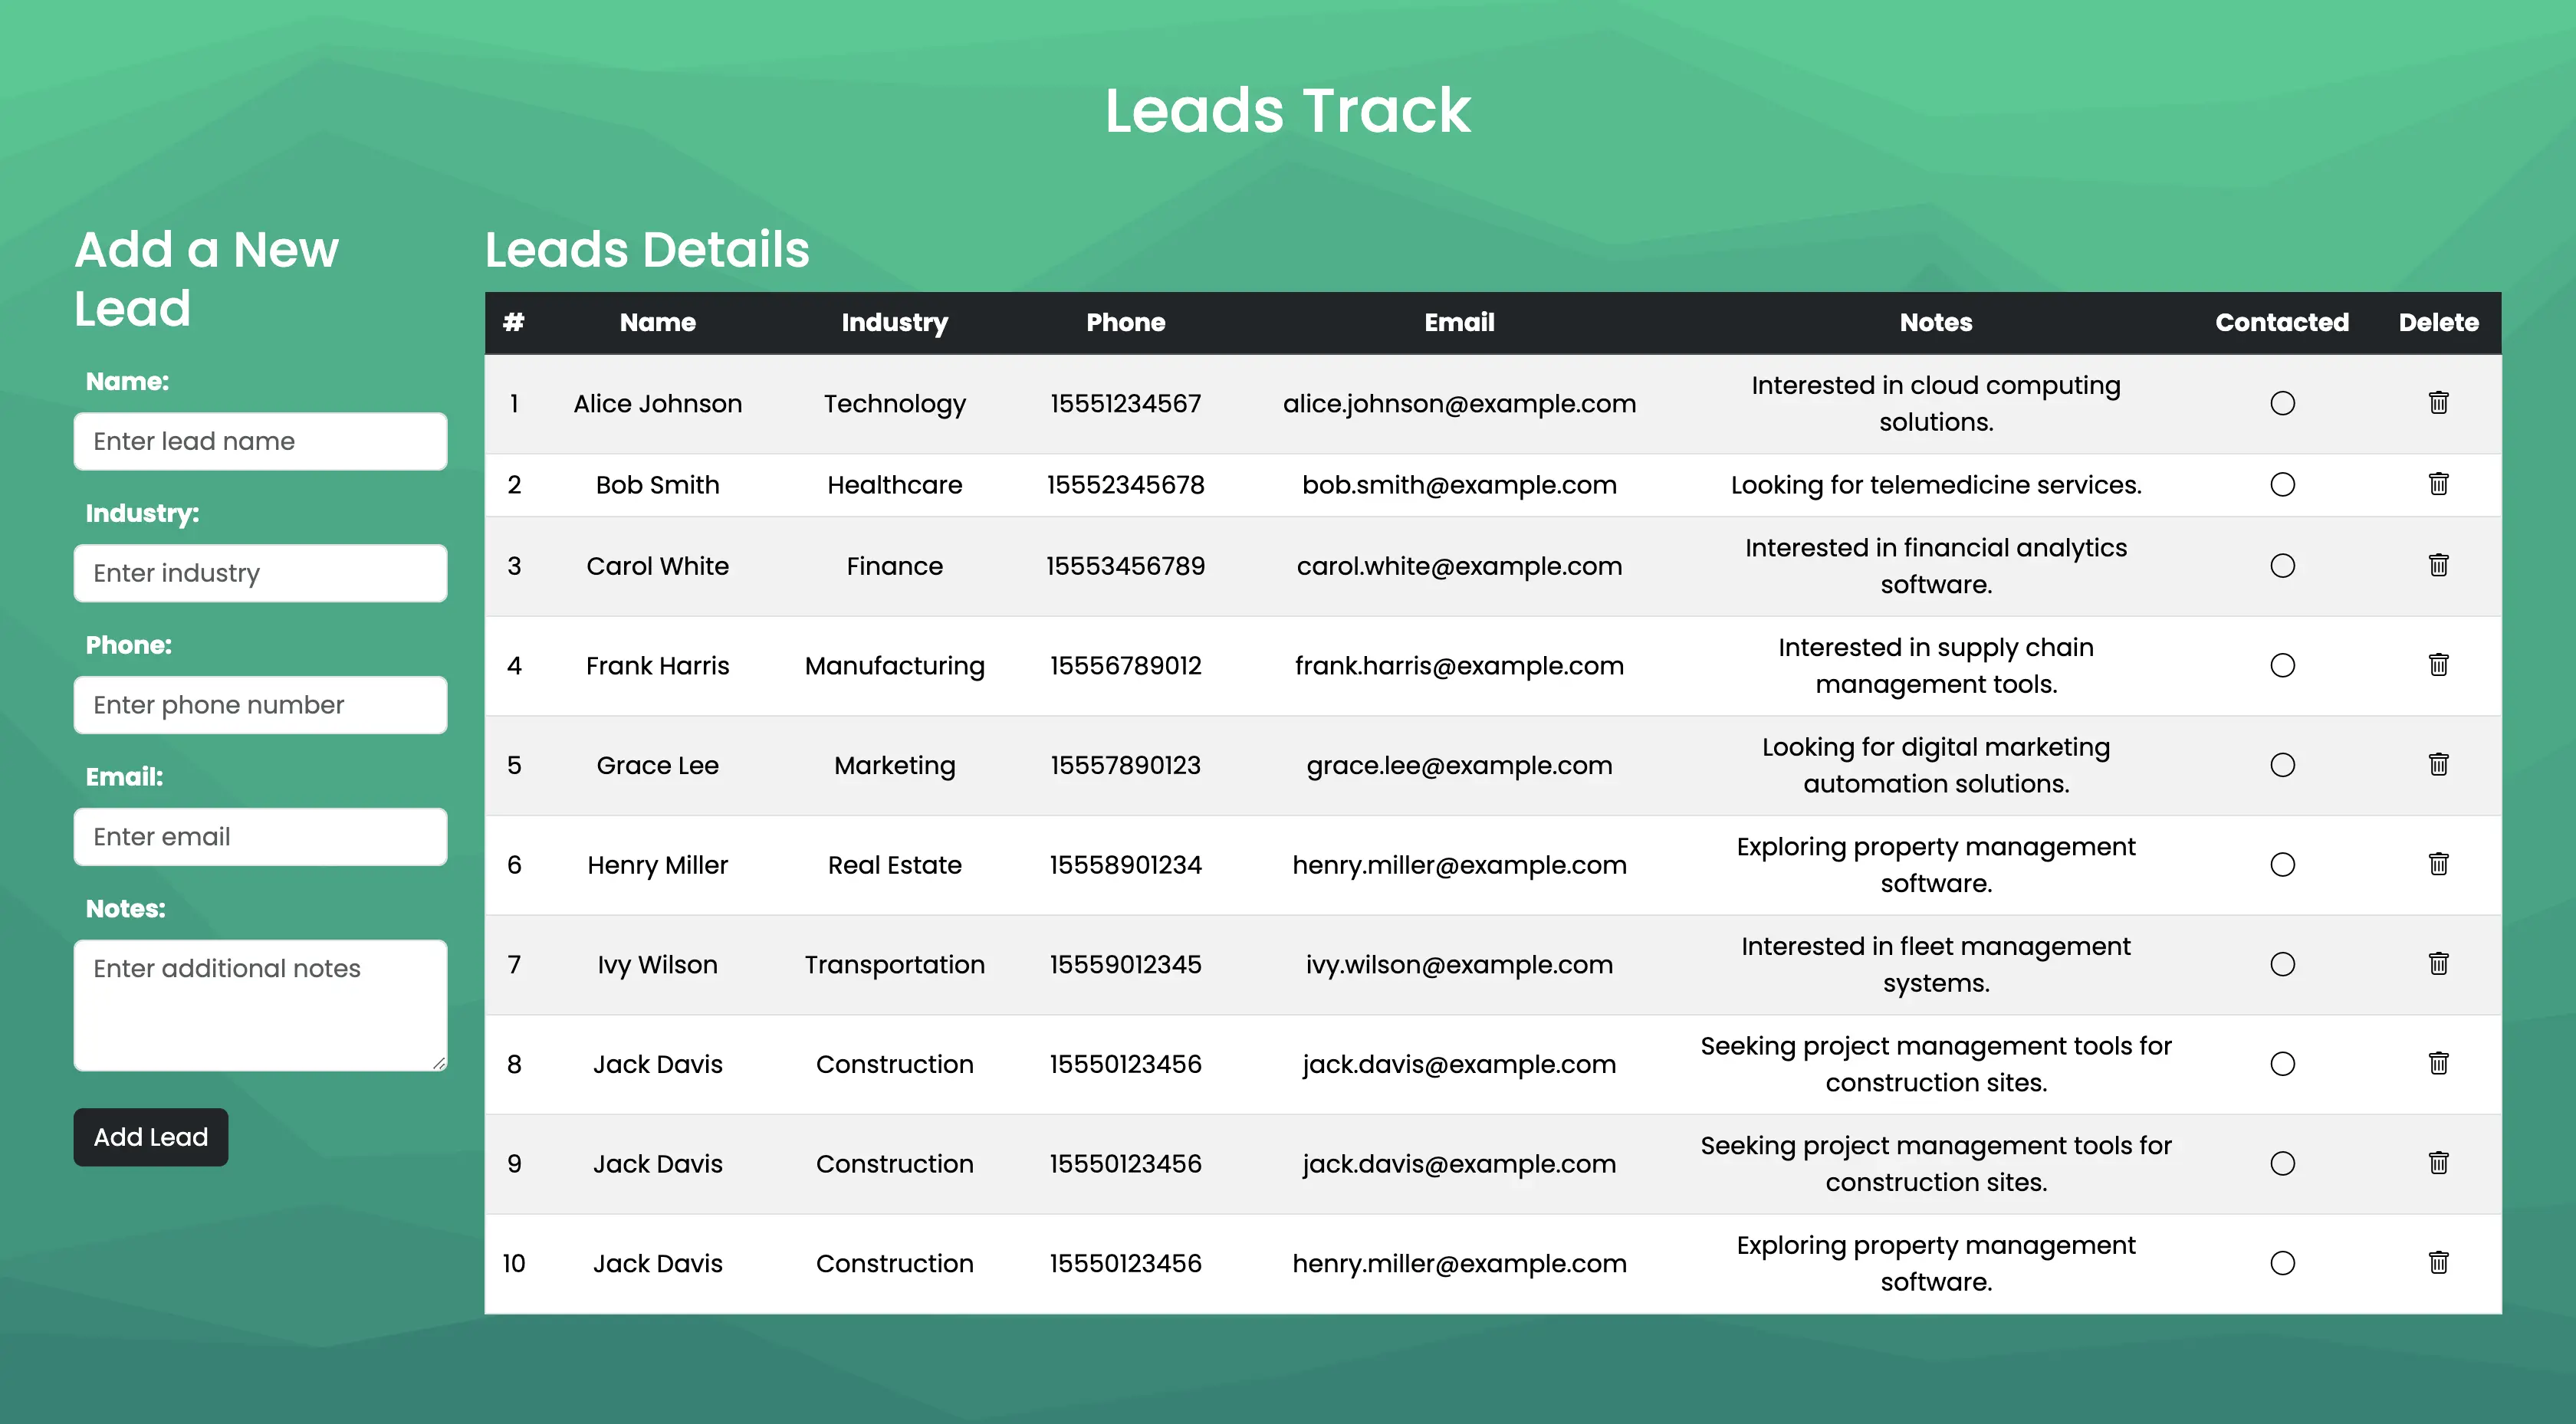 Leads Track
Add a New
Lead
Name:
Enter lead name
Industry:
Enter industry
Phone:
Enter phone number
Email:
Enter email
Notes:
Enter additional notes
Add Lead
Leads Details
# Name Industry Phone Email Notes Contacted Delete
1 Alice Johnson Technology 15551234567 alice.johnson@example.com Interested in cloud computing
solutions.
2 Bob Smith Healthcare 15552345678 bob.smith@example.com Looking for telemedicine services.
3 Carol White Finance 15553456789 carol.white@example.com Interested in financial analytics
software.
4 Frank Harris Manufacturing 15556789012 frank.harris@example.com Interested in supply chain
management tools.
5 Grace Lee Marketing 15557890123 grace.lee@example.com Looking for digital marketing
automation solutions.
6 Henry Miller Real Estate 15558901234 henry.miller@example.com Exploring property management
software.
7 Ivy Wilson Transportation 15559012345 ivy.wilson@example.com Interested in fleet management
systems.
8 Jack Davis Construction 15550123456 jack.davis@example.com Seeking project management tools for
construction sites.
9 Jack Davis Construction 15550123456 jack.davis@example.com Seeking project management tools for
construction sites.
10 Jack Davis Construction 15550123456 henry.miller@example.com Exploring property management
software.